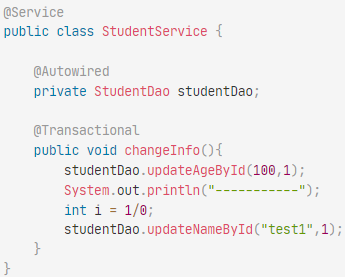 @Service
public class StudentService {
@Autowired
private StudentDao studentDao;
@Transactional
public void changeInfo(){
studentDao.updateAgeById(100,1);
System.out.println("-----------");
int i = 1/0;
studentDao.updateNameById("test1",1);
}
}